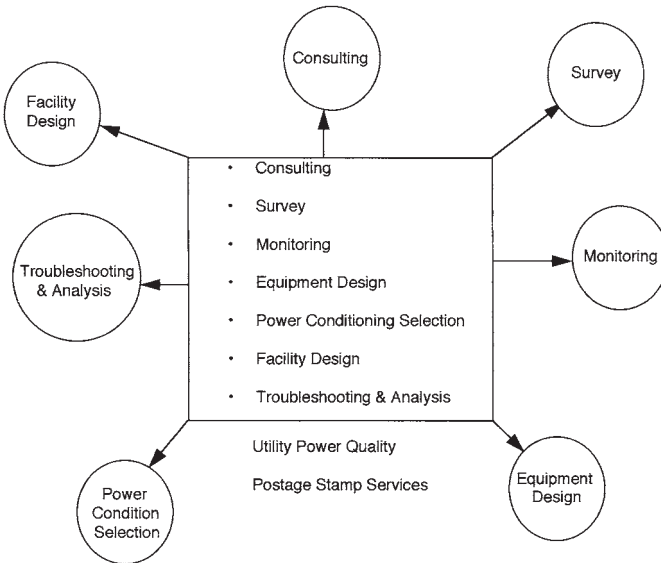 Consulting
Survey
Facility
Design
• Consulting
• Survey
• Monitoring
• Equipment Design
• Power Conditioning Selection
• Facility Design
• Troubleshooting & Analysis
Monitoring
Troubleshooting
& Analysis
Utility Power Quality
Postage Stamp Services
Power
Condition
Selection
Equipment
Design